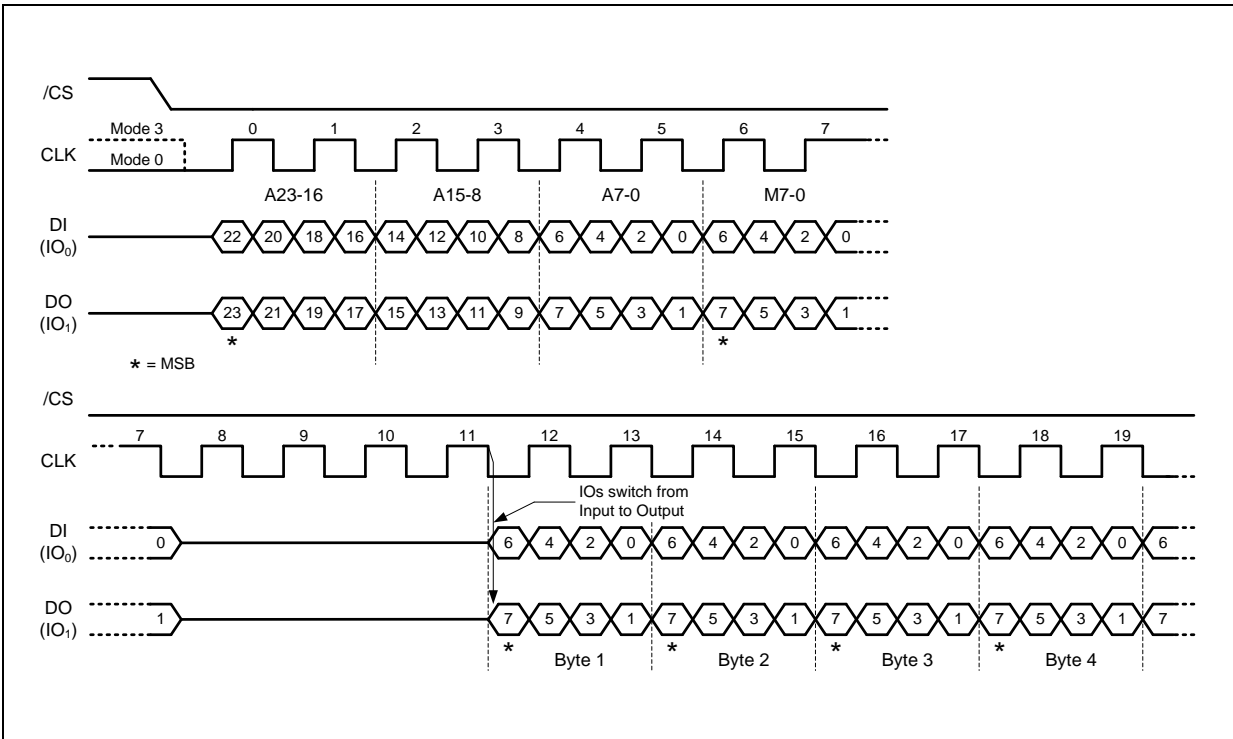 /CS
Mode 3
Mode 0
CLK
0 1 2 3 4 5 6 7
A23-16 A15-8 A7-0 M7-0
DI
(IO₀)
22 20 18 16 14 12 10 8 6 4 2 0 6 4 2 0
DO
(IO₁)
23 21 19 17 15 13 11 9 7 5 3 1 7 5 3 1
* *
* = MSB
/CS
CLK
7 8 9 10 11 12 13 14 15 16 17 18 19
IOs switch from
Input to Output
DI
(IO₀)
0 6 4 2 0 6 4 2 0 6 4 2 0 6 4 2 0 6
DO
(IO₁)
1 7 5 3 1 7 5 3 1 7 5 3 1 7 5 3 1 7
* Byte 1 * Byte 2 * Byte 3 * Byte 4